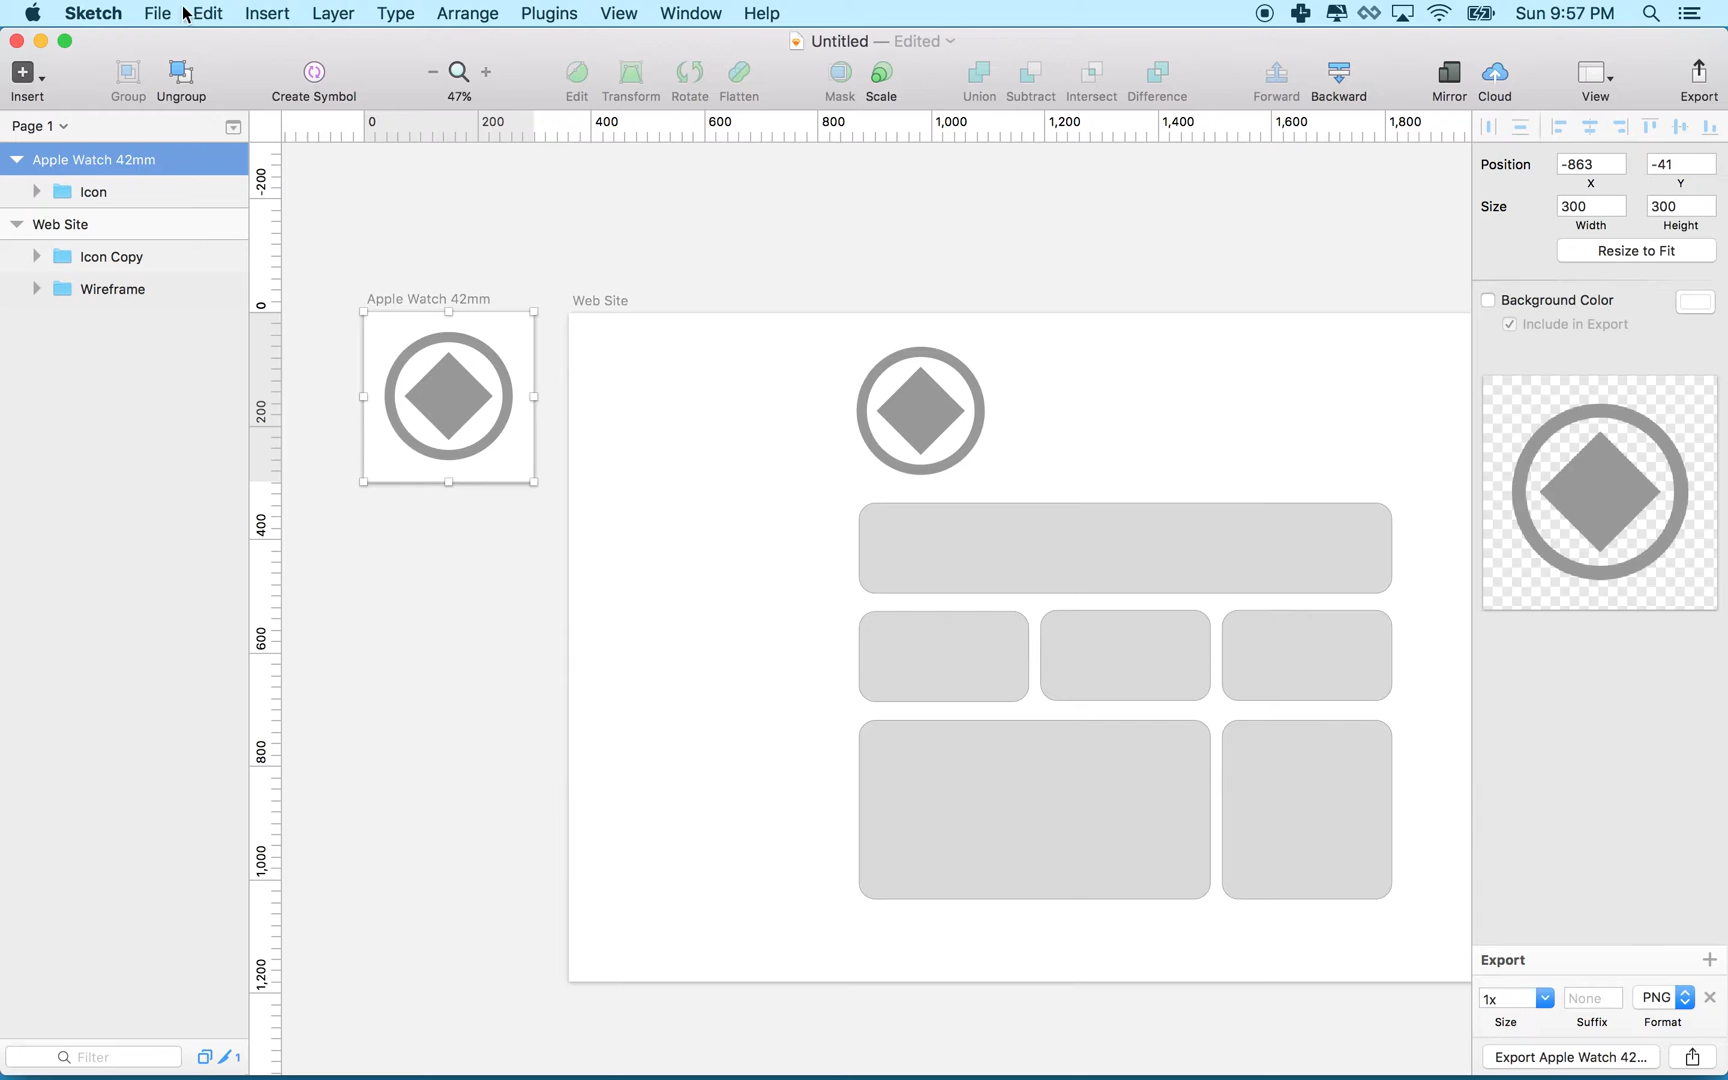 Sketch File Edit Insert Layer Type Arrange Plugins View Window Help Sun 9:57 PM
Untitled — Edited
Insert Group Ungroup Create Symbol 47% Edit Transform Rotate Flatten Mask Scale Union Subtract Intersect Difference Forward Backward Mirror Cloud View Export
Page 1
0 200 400 600 800 1,000 1,200 1,400 1,600 1,800
Apple Watch 42mm
Icon
Web Site
Icon Copy
Wireframe
Filter
1
-200
0
200
400
600
800
1,000
1,200
Apple Watch 42mm
Web Site
Position -863 -41
X Y
Size 300 300
Width Height
Resize to Fit
Background Color
Include in Export
Export
1x None PNG
Size Suffix Format
Export Apple Watch 42...